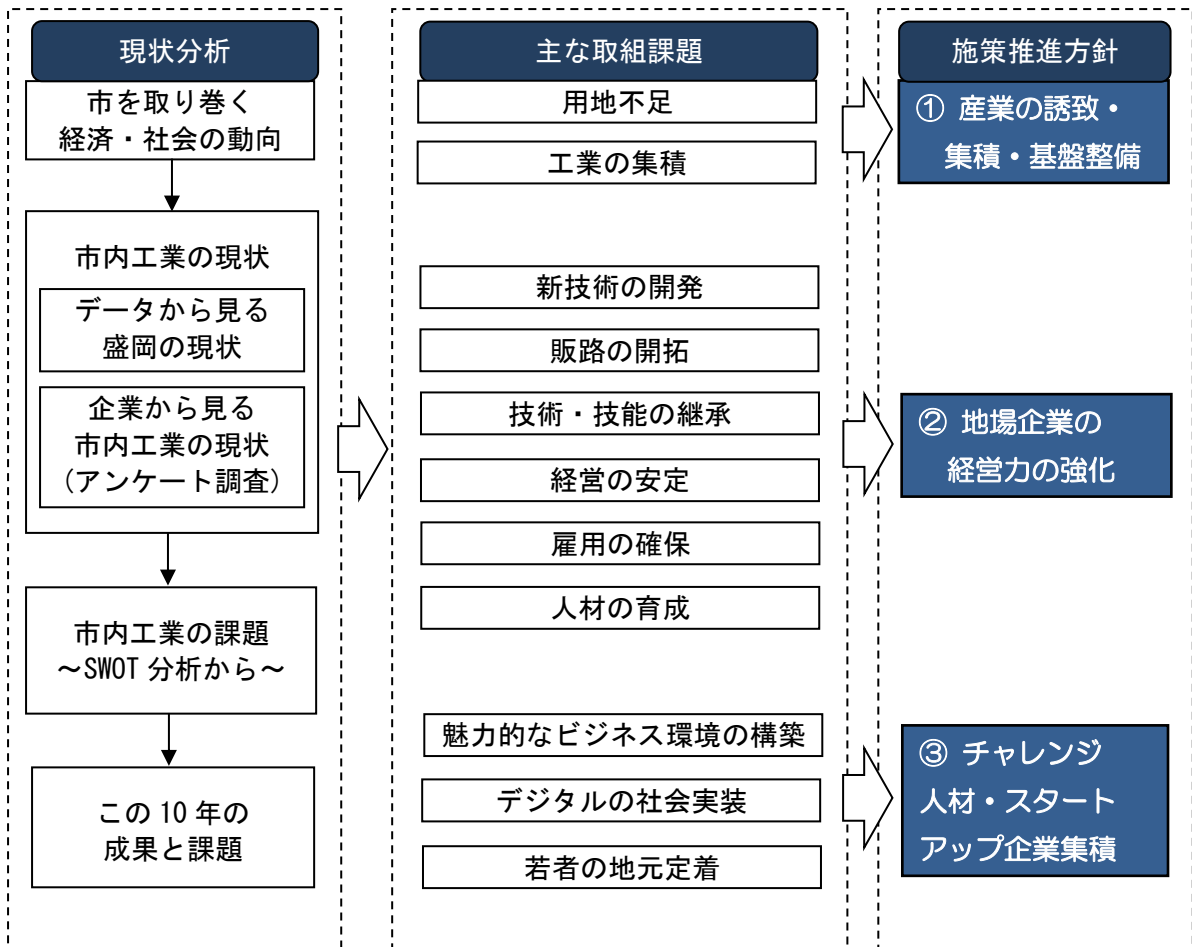 現状分析
市を取り巻く
経済・社会の動向
市内工業の現状
データから見る
盛岡の現状
企業から見る
市内工業の現状
(アンケート調査)
市内工業の課題
~SWOT 分析から~
この 10 年の
成果と課題
主な取組課題
用地不足
工業の集積
新技術の開発
販路の開拓
技術・技能の継承
経営の安定
雇用の確保
人材の育成
魅力的なビジネス環境の構築
デジタルの社会実装
若者の地元定着
施策推進方針
① 産業の誘致・
集積・基盤整備
② 地場企業の
経営力の強化
③ チャレンジ
人材・スタート
アップ企業集積